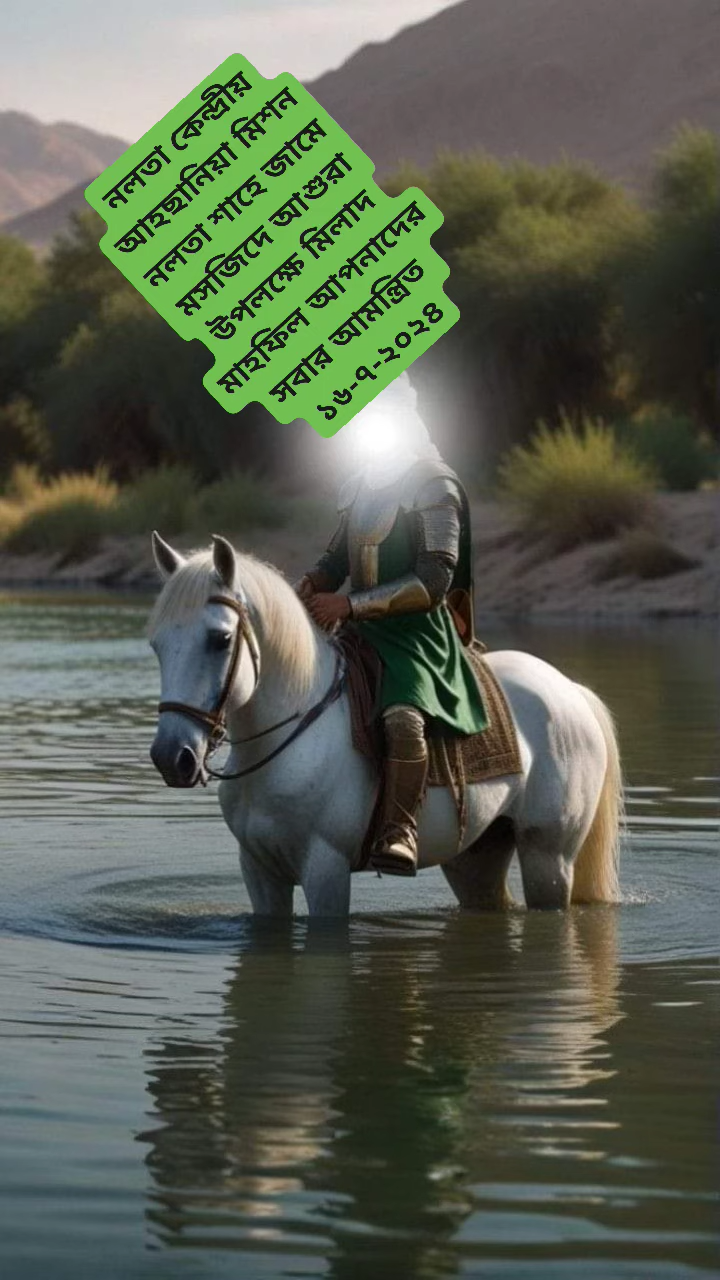 নলতা কেন্দ্রীয়
আহছানিয়া মিশন
নলতা শাহে জামে
মসজিদে আশুরা
উপলক্ষে মিলাদ
মাহফিল আপনাদের
সবার আমন্ত্রিত
১৬-৭-২০২৪